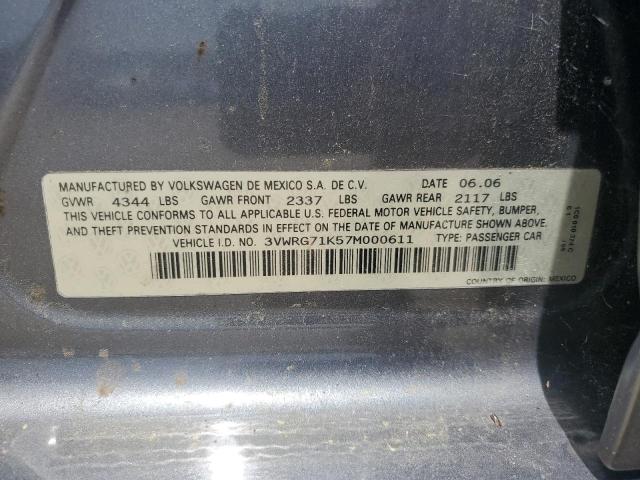 MANUFACTURED BY VOLKSWAGEN DE MEXICO S.A. DE C.V. DATE 06.06
GVWR 4344 LBS GAWR FRONT 2337 LBS GAWR REAR 2117 LBS
THIS VEHICLE CONFORMS TO ALL APPLICABLE U.S. FEDERAL MOTOR VEHICLE SAFETY, BUMPER,
AND THEFT PREVENTION STANDARDS IN EFFECT ON THE DATE OF MANUFACTURE SHOWN ABOVE.
VEHICLE I.D. NO. 3VWRG71K57M000611 TYPE: PASSENGER CAR
COUNTRY OF ORIGIN: MEXICO